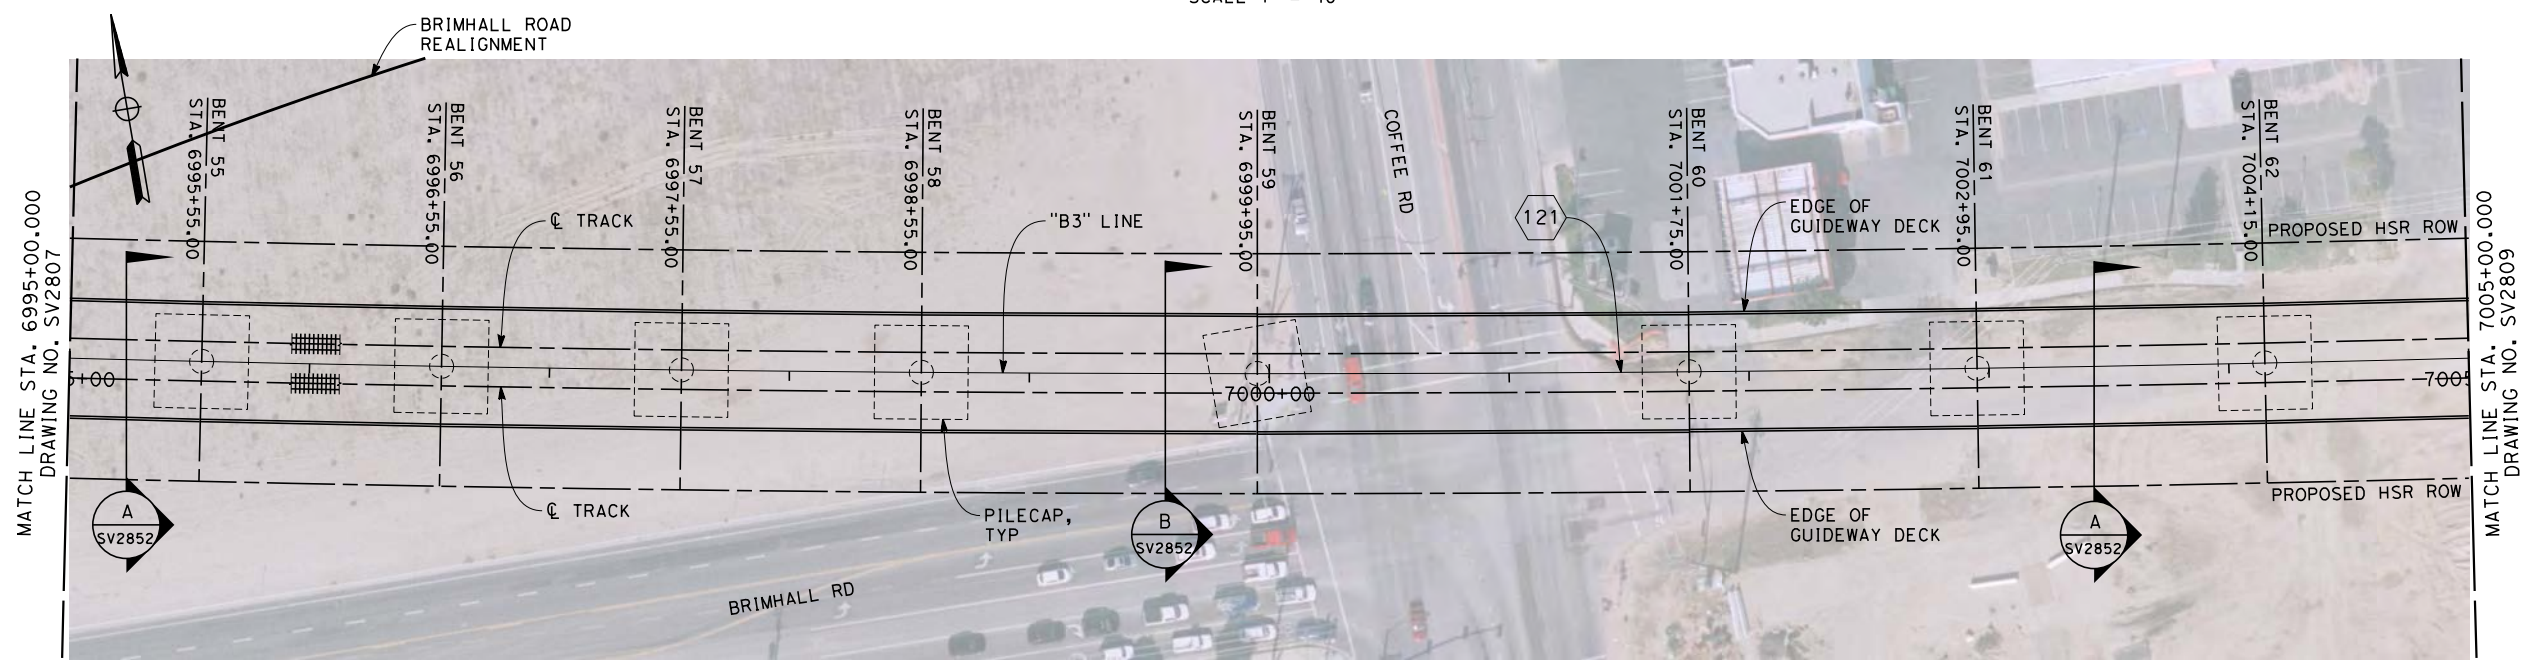 BRIMHALL ROAD
REALIGNMENT
BENT 55
STA. 6995+55.00
BENT 56
STA. 6996+55.00
BENT 57
STA. 6997+55.00
BENT 58
STA. 6998+55.00
BENT 59
STA. 6999+95.00
COFFEE RD
BENT 60
STA. 7001+75.00
BENT 61
STA. 7002+95.00
BENT 62
STA. 7004+15.00
MATCH LINE STA. 6995+00.000
DRAWING NO. SV2807
℄ TRACK
"B3" LINE
121
EDGE OF
GUIDEWAY DECK
PROPOSED HSR ROW
MATCH LINE STA. 7005+00.000
DRAWING NO. SV2809
5+00
7000+00
7005
A
SV2852
℄ TRACK
PILECAP,
TYP
B
SV2852
EDGE OF
GUIDEWAY DECK
A
SV2852
PROPOSED HSR ROW
BRIMHALL RD